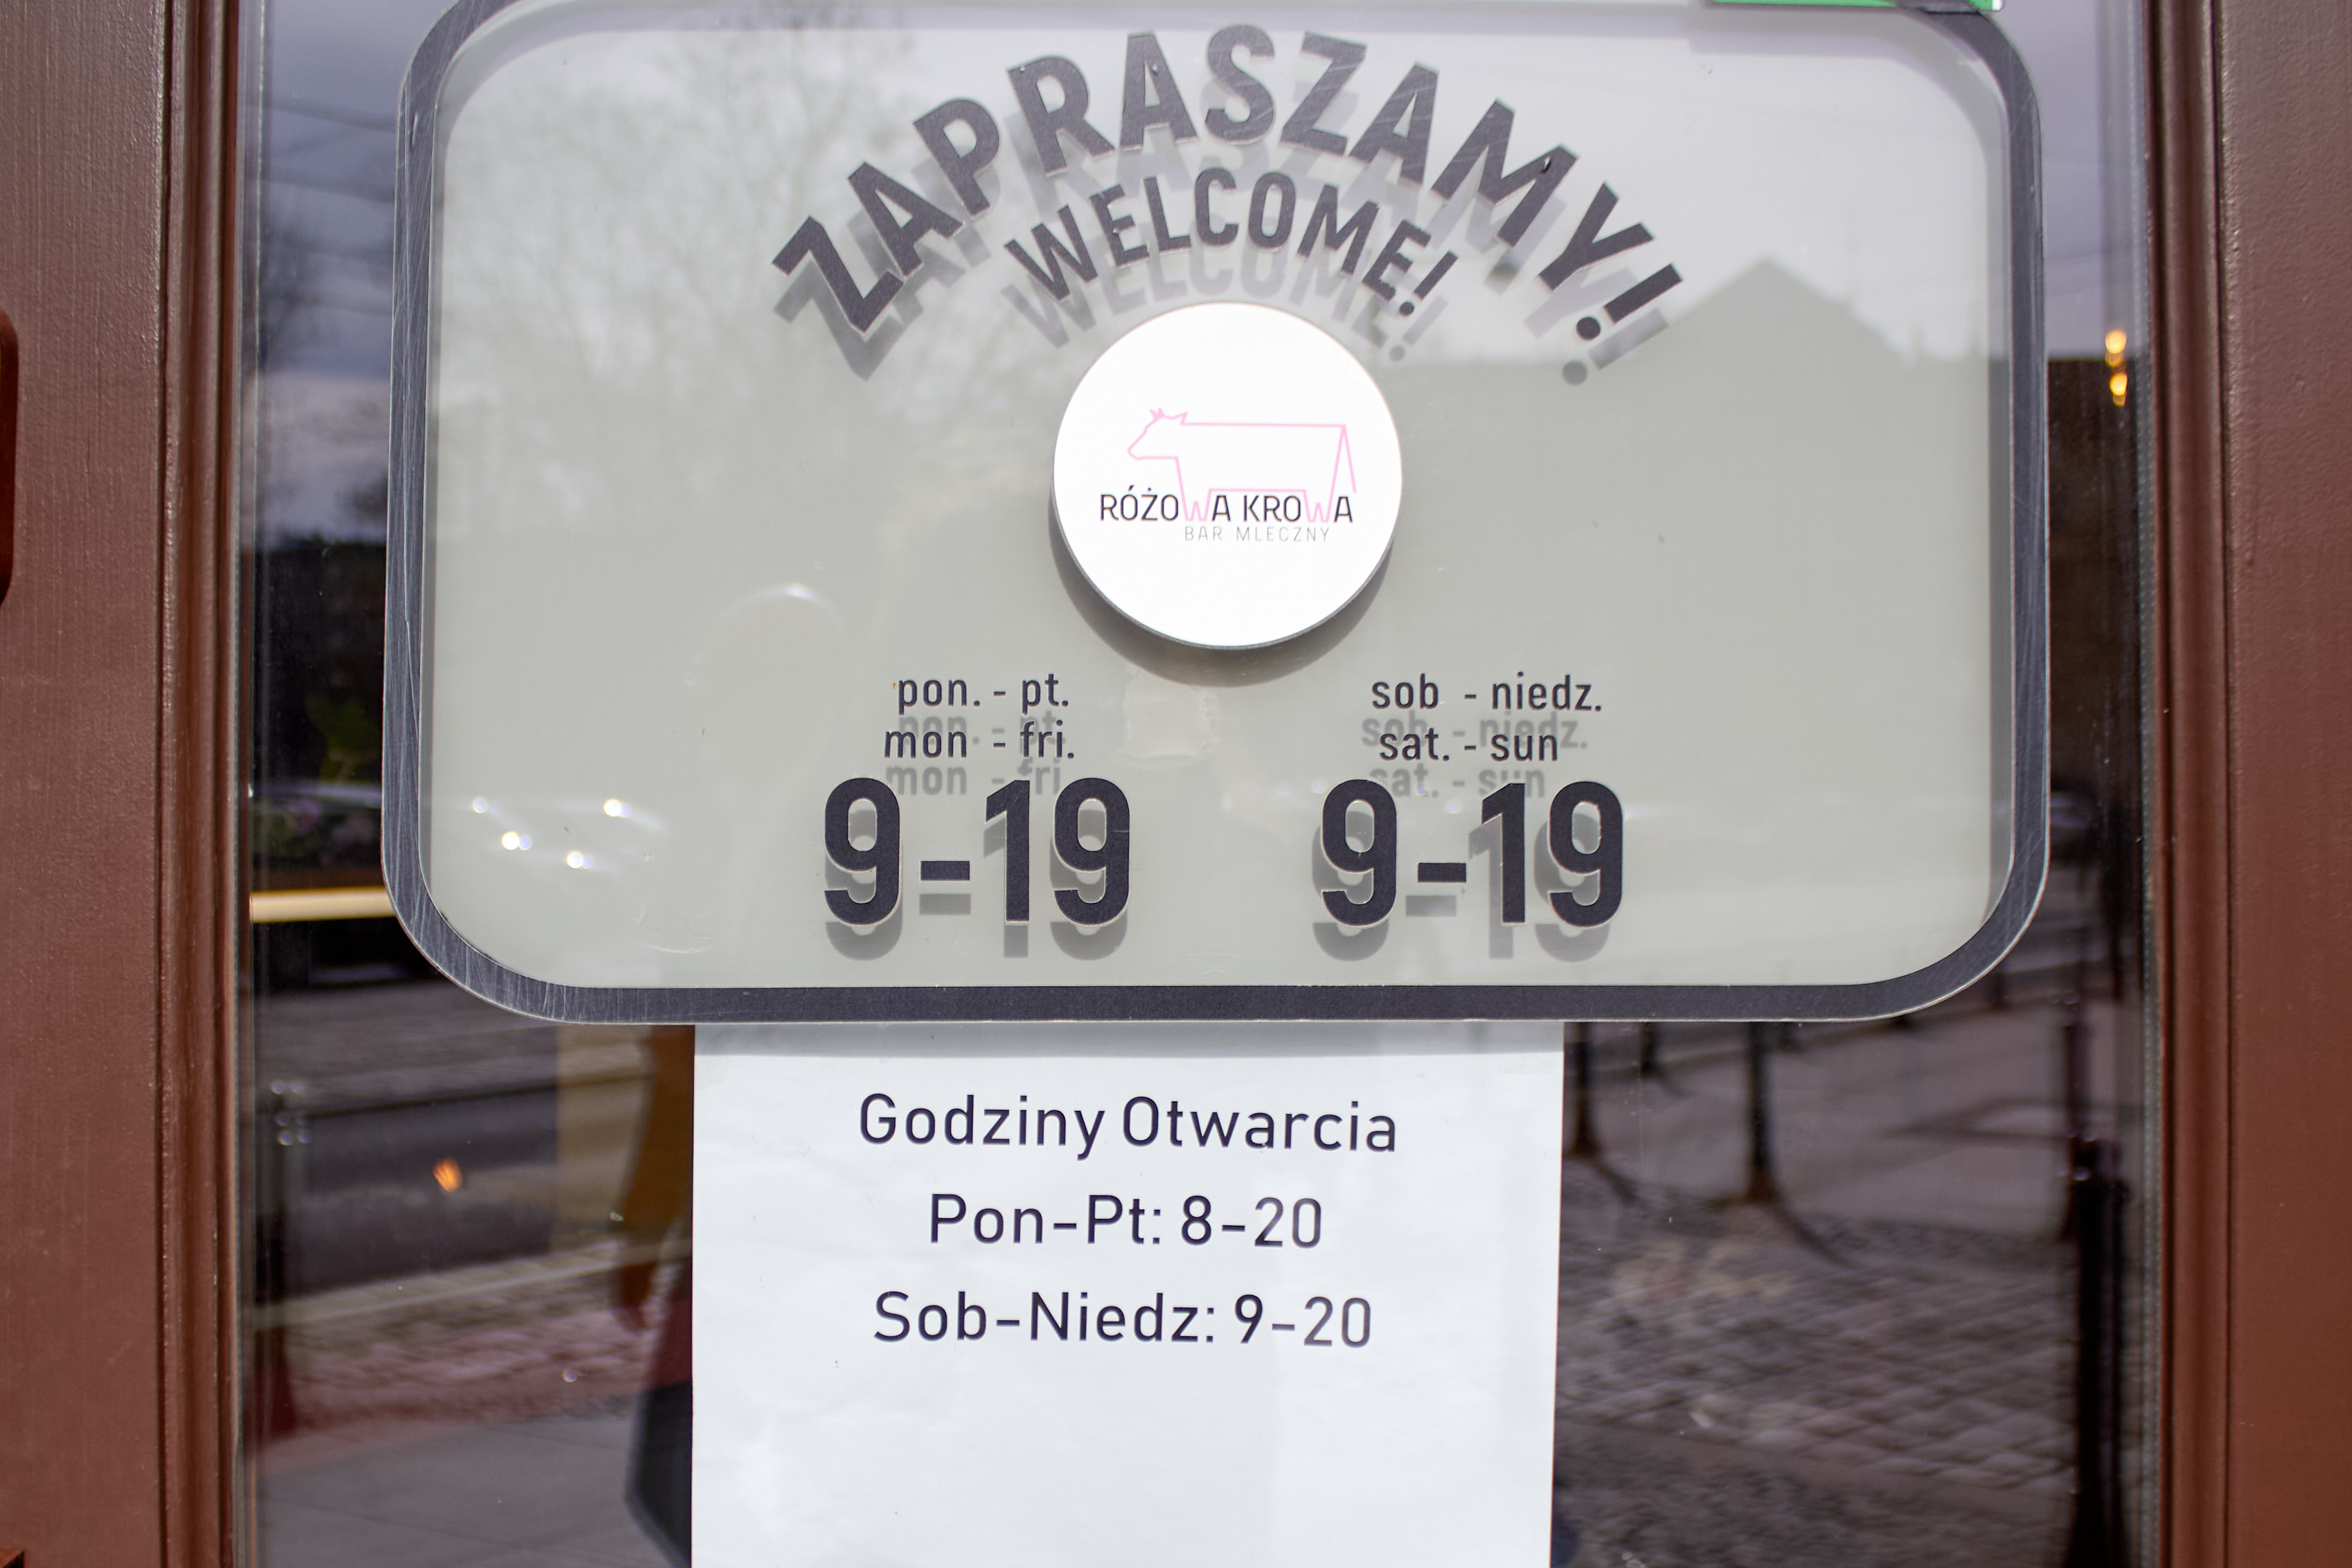 ZAPRASZAMY!
WELCOME!
RÓŻOWA KROWA
BAR MLECZNY
pon. - pt.
mon - fri.
9-19
sob - niedz.
sat. - sun
9-19
Godziny Otwarcia
Pon-Pt: 8-20
Sob-Niedz: 9-20